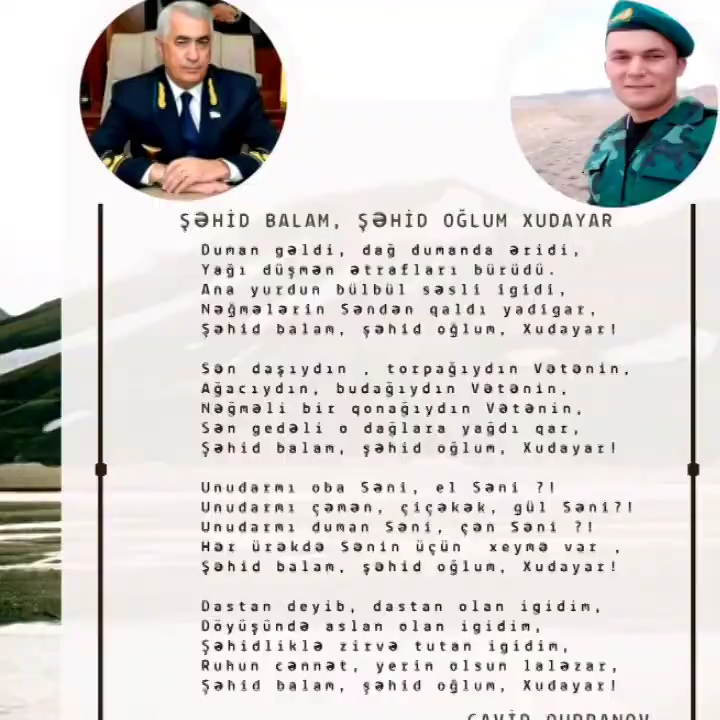 ŞƏHİD BALAM, ŞƏHİD OĞLUM XUDAYAR
Duman gəldi, dağ dumanda əridi,
Yağı düşmən ətrafları bürüdü.
Ana yurdun bülbül səsli igidi,
Nəğmələrin Səndən qaldı yadigar,
Şəhid balam, şəhid oğlum, Xudayar!
Sən daşıydın , torpağıydın Vətənin,
Ağacıydın, budağıydın Vətənin,
Nəğməli bir qonağıydın Vətənin,
Sən gedəli o dağlara yağdı qar,
Şəhid balam, şəhid oğlum, Xudayar!
Unudarmı oba Səni, el Səni ?!
Unudarmı çəmən, çiçəkək, gül Səni?!
Unudarmı duman Səni, çən Səni ?!
Hər ürəkdə Sənin üçün xeymə var ,
Şəhid balam, şəhid oğlum, Xudayar!
Dastan deyib, dastan olan igidim,
Döyüşündə aslan olan igidim,
Şəhidliklə zirvə tutan igidim,
Ruhun cənnət, yerin olsun laləzar,
Şəhid balam, şəhid oğlum, Xudayar!
CAVİD QURBANOV